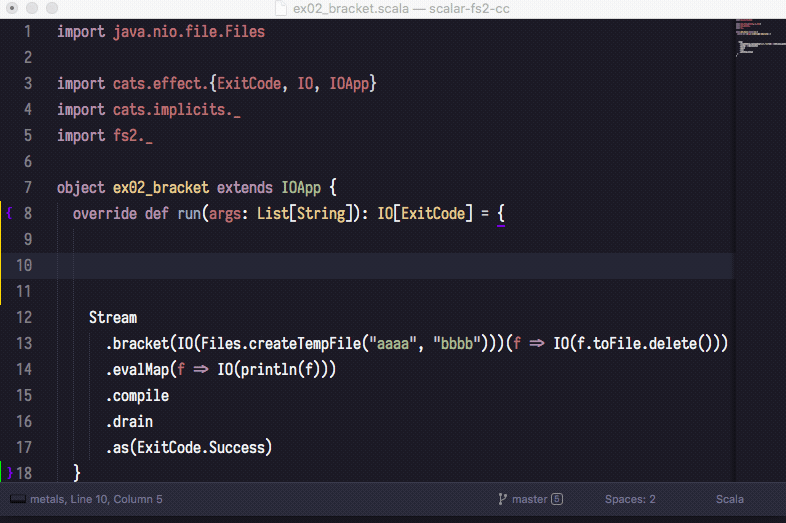 ex02_bracket.scala — scalar-fs2-cc
1 import java.nio.file.Files
2
3 import cats.effect.{ExitCode, IO, IOApp}
4 import cats.implicits._
5 import fs2._
6
7 object ex02_bracket extends IOApp {
{ 8 override def run(args: List[String]): IO[ExitCode] = {
9
10
11
12 Stream
13 .bracket(IO(Files.createTempFile("aaaa", "bbbb")))(f => IO(f.toFile.delete()))
14 .evalMap(f => IO(println(f)))
15 .compile
16 .drain
17 .as(ExitCode.Success)
} 18 }
metals, Line 10, Column 5 master 5 Spaces: 2 Scala